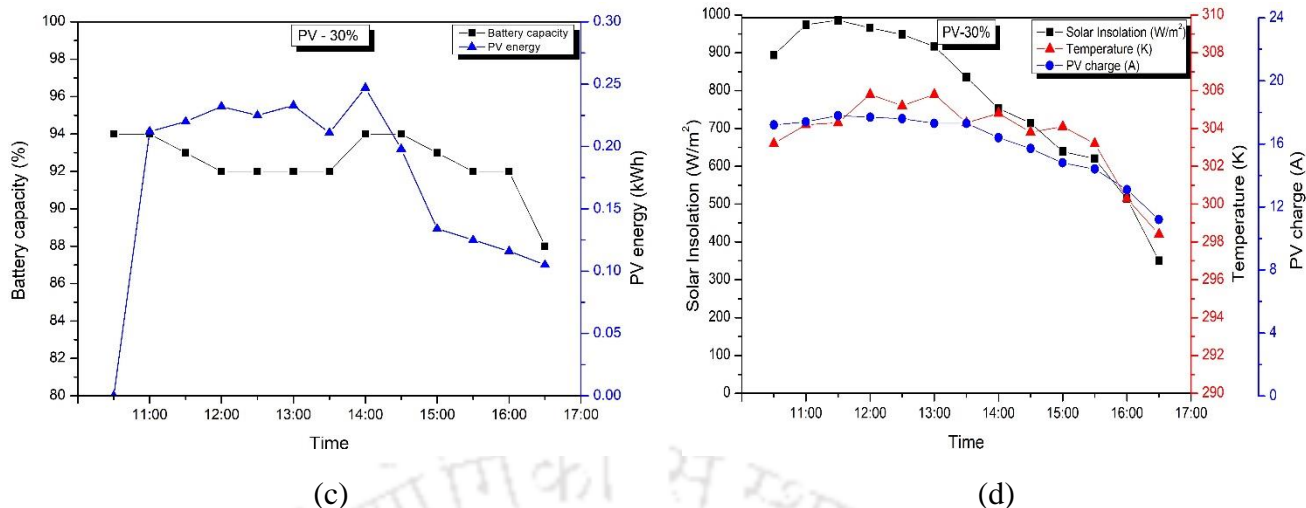 PV - 30%
Battery capacity
PV energy
Battery capacity (%)
100
98
96
94
92
90
88
86
84
82
80
0.30
0.25
0.20
0.15
0.10
0.05
0.00
PV energy (kWh)
11:00 12:00 13:00 14:00 15:00 16:00 17:00
Time
(c)
PV-30%
Solar Insolation (W/m²)
Temperature (K)
PV charge (A)
Solar Insolation (W/m²)
1000
900
800
700
600
500
400
300
200
100
0
310
308
306
304
302
300
298
296
294
292
290
Temperature (K)
24
20
16
12
8
4
0
PV charge (A)
11:00 12:00 13:00 14:00 15:00 16:00 17:00
Time
(d)